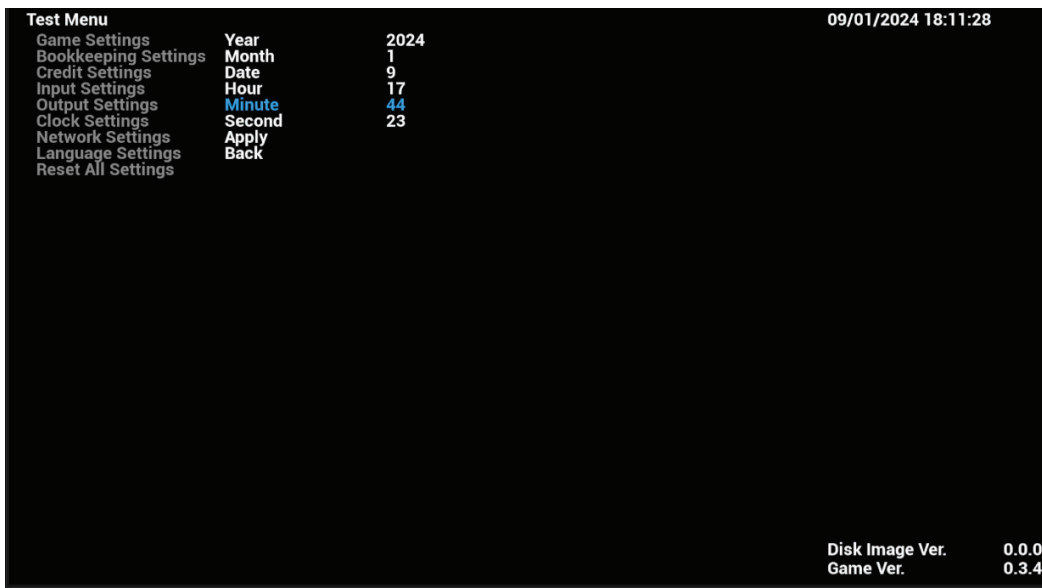 Test Menu 09/01/2024 18:11:28
Game Settings Year 2024
Bookkeeping Settings Month 1
Credit Settings Date 9
Input Settings Hour 17
Output Settings Minute 44
Clock Settings Second 23
Network Settings Apply
Language Settings Back
Reset All Settings
Disk Image Ver. 0.0.0
Game Ver. 0.3.4